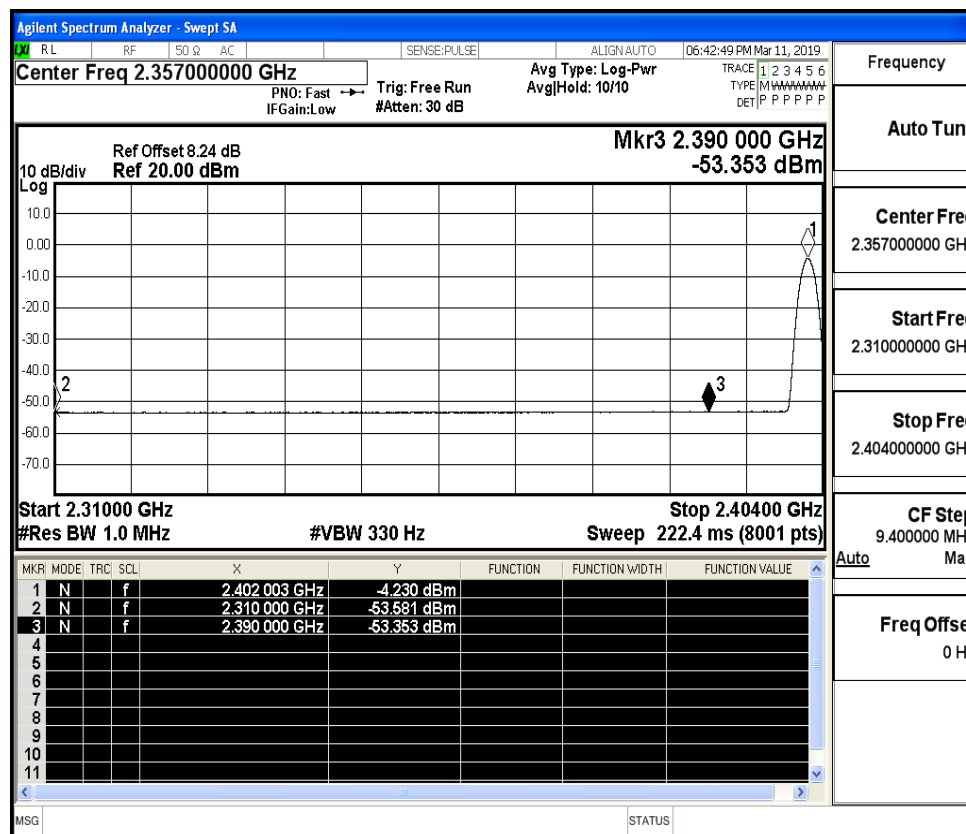 Agilent Spectrum Analyzer - Swept SA
LXI RL RF 50 Ω AC SENSE:PULSE ALIGN AUTO 06:42:49 PM Mar 11, 2019
Center Freq 2.357000000 GHz
PNO: Fast
IFGain:Low
Trig: Free Run
#Atten: 30 dB
Avg Type: Log-Pwr
Avg|Hold: 10/10
TRACE 1 2 3 4 5 6
TYPE M W W W W W
DET P P P P P P
Mkr3 2.390 000 GHz
-53.353 dBm
Ref Offset 8.24 dB
10 dB/div Ref 20.00 dBm
Log
10.0
0.00
-10.0
-20.0
-30.0
-40.0
-50.0
-60.0
-70.0
1
2
3
Start 2.31000 GHz Stop 2.40400 GHz
#Res BW 1.0 MHz #VBW 330 Hz Sweep 222.4 ms (8001 pts)
MKR MODE TRC SCL X Y FUNCTION FUNCTION WIDTH FUNCTION VALUE
1 N f 2.402 003 GHz -4.230 dBm
2 N f 2.310 000 GHz -53.581 dBm
3 N f 2.390 000 GHz -53.353 dBm
4
5
6
7
8
9
10
11
MSG STATUS
Frequency
Auto Tun
Center Fre
2.357000000 GH
Start Fre
2.310000000 GH
Stop Fre
2.404000000 GH
CF Step
9.400000 MH
Auto Ma
Freq Offse
0 H